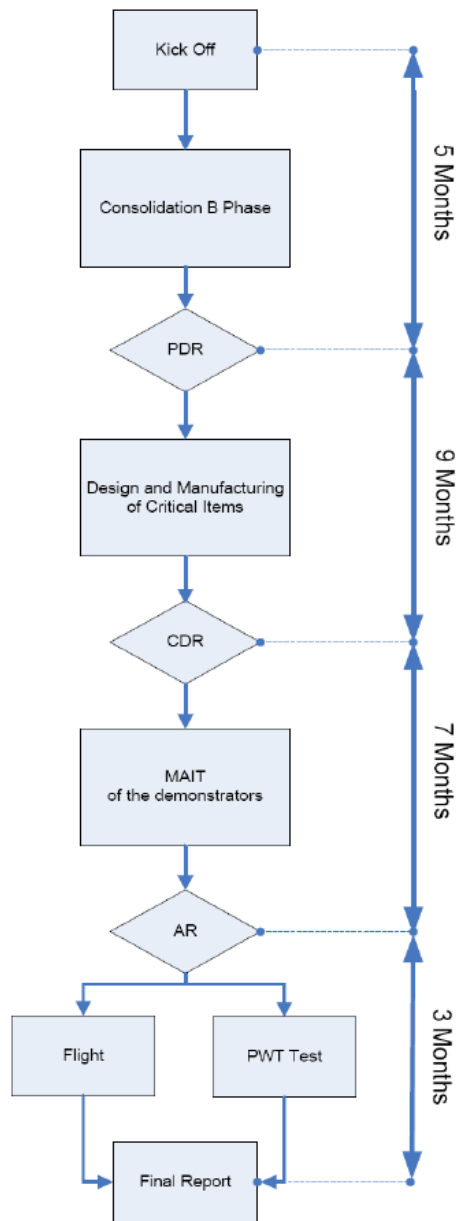 Kick Off
5 Months
Consolidation B Phase
PDR
9 Months
Design and Manufacturing
of Critical Items
CDR
7 Months
MAIT
of the demonstrators
AR
3 Months
Flight
PWT Test
Final Report